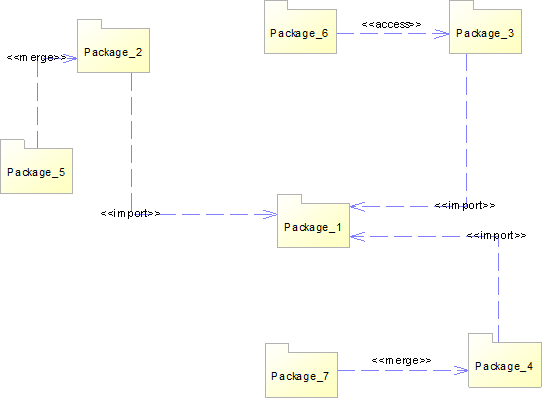 <<access>>
Package_6
Package_3
Package_2
<<merge>>
Package_5
<<import>>
<<import>>
Package_1
<<import>>
<<merge>>
Package_7
Package_4